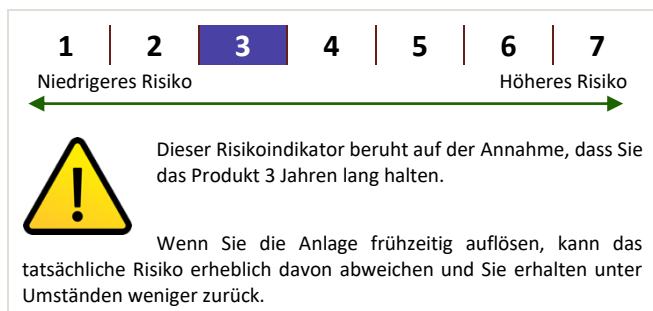 1 2 3 4 5 6 7
Niedrigeres Risiko Höheres Risiko
Dieser Risikoindikator beruht auf der Annahme, dass Sie
das Produkt 3 Jahren lang halten.
Wenn Sie die Anlage frühzeitig auflösen, kann das
tatsächliche Risiko erheblich davon abweichen und Sie erhalten unter
Umständen weniger zurück.